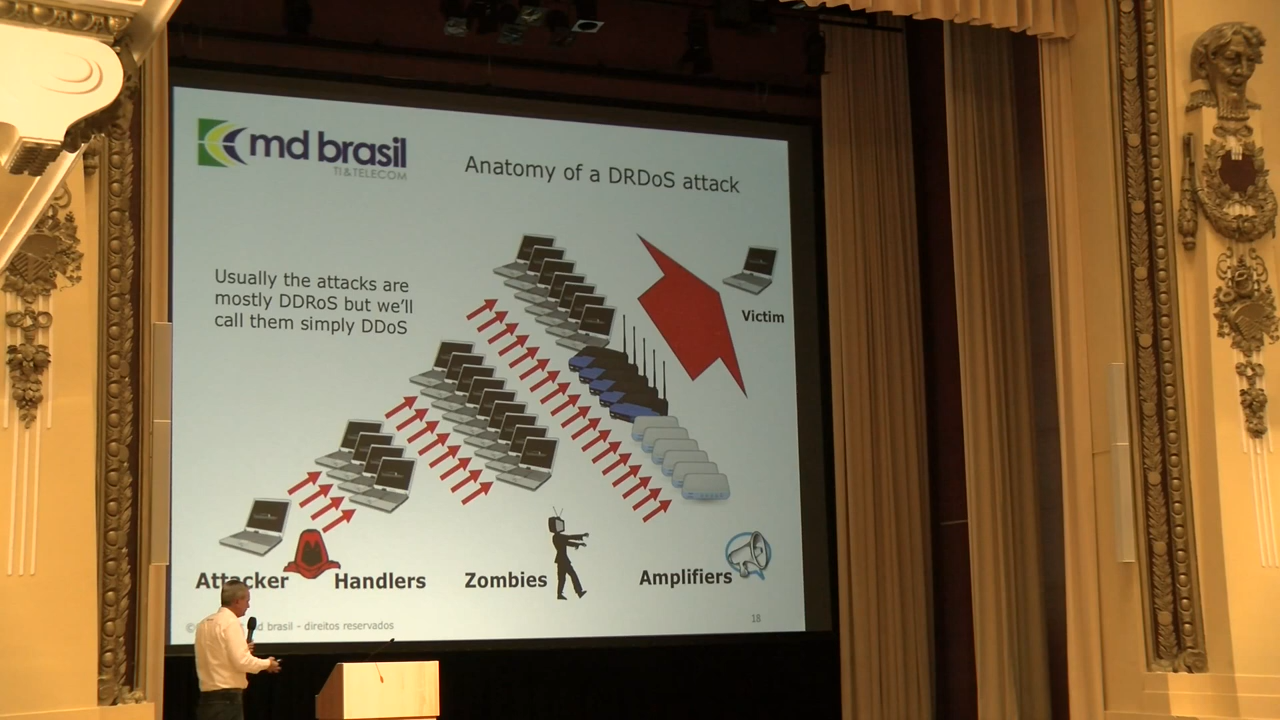 md brasil
TI & TELECOM
Anatomy of a DRDoS attack
Usually the attacks are
mostly DDRoS but we'll
call them simply DDoS
Victim
Attacker
Handlers
Zombies
Amplifiers
brasil - direitos reservados
18